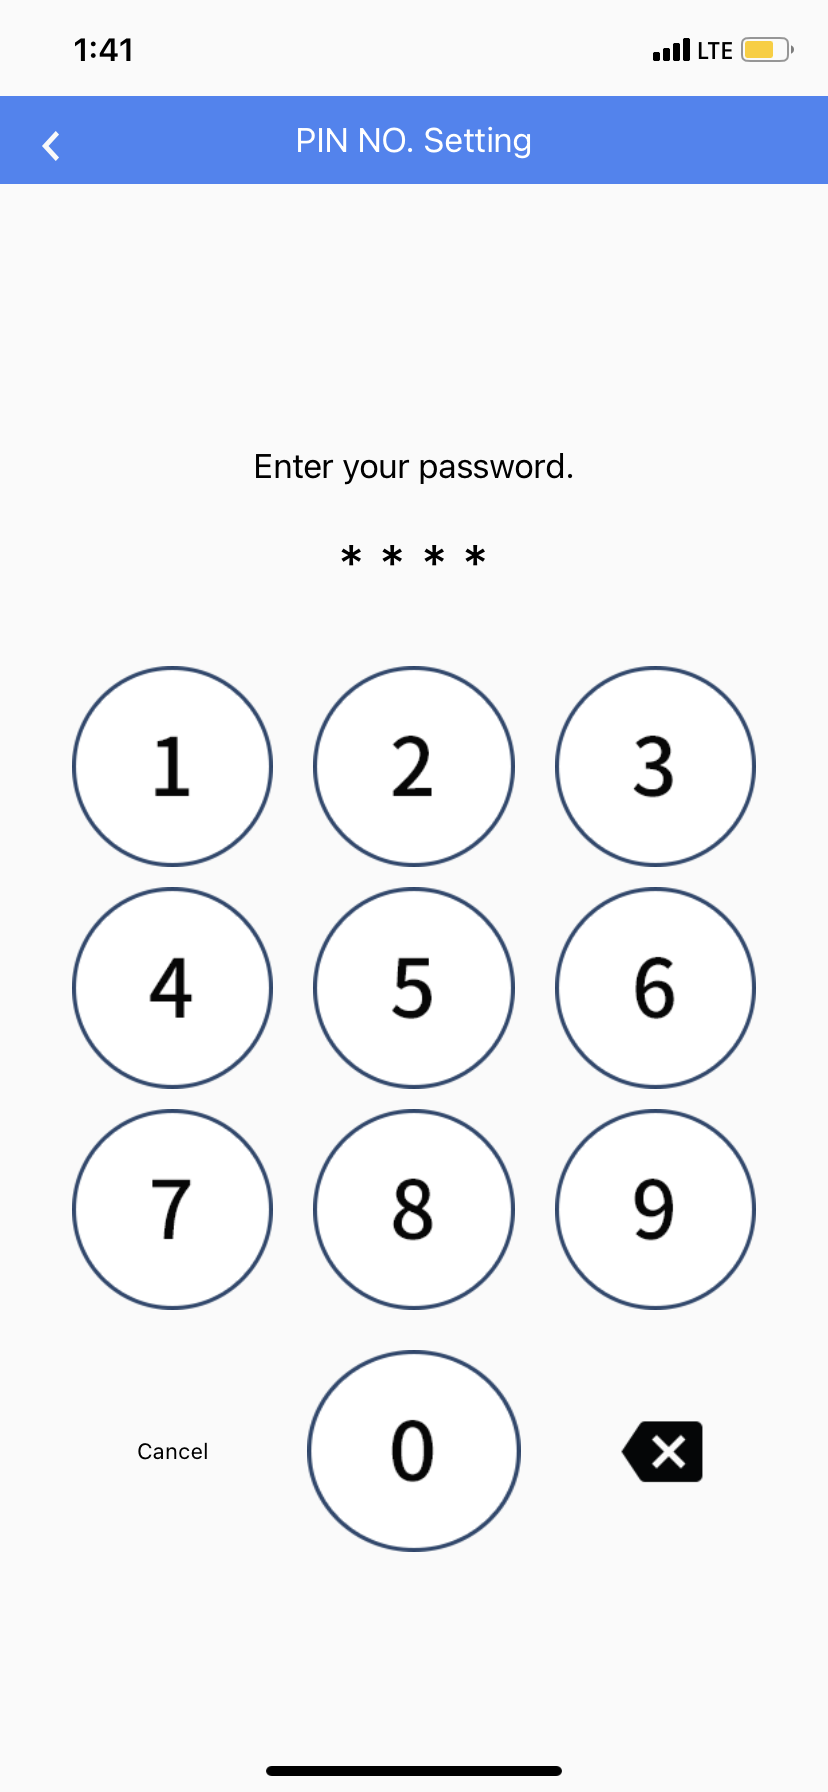 1:41 LTE
PIN NO. Setting
Enter your password.
* * * *
1 2 3
4 5 6
7 8 9
Cancel 0